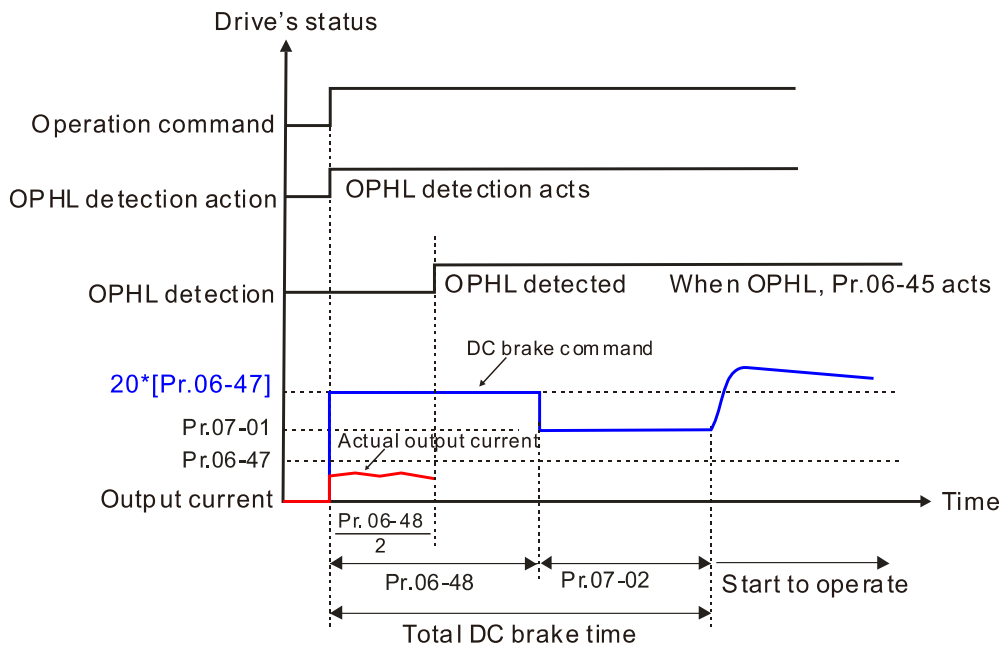 Drive's status
Operation command
OPHL detection action
OPHL detection acts
OPHL detection
OPHL detected
When OPHL, Pr.06-45 acts
DC brake command
20*[Pr.06-47]
Pr.07-01
Actual output current
Pr.06-47
Output current
Time
Pr. 06-48
2
Pr.06-48
Pr.07-02
Start to operate
Total DC brake time